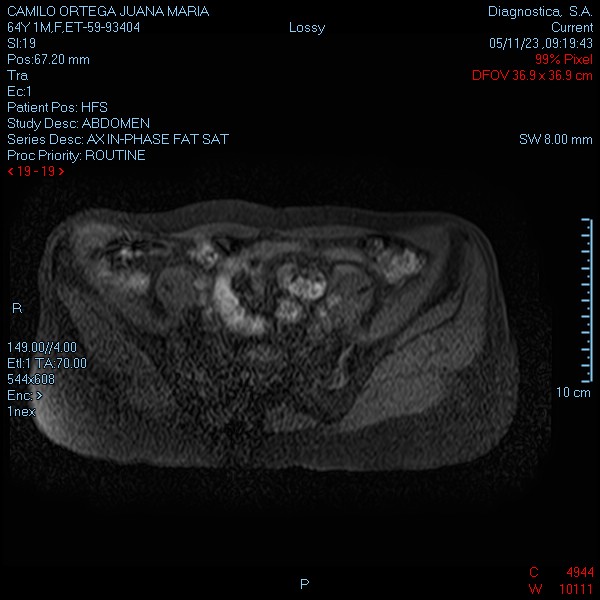 CAMILO ORTEGA JUANA MARIA
64Y 1M,F,ET-59-93404
SI:19
Pos:67.20 mm
Tra
Ec:1
Patient Pos: HFS
Study Desc: ABDOMEN
Series Desc: AX IN-PHASE FAT SAT
Proc Priority: ROUTINE
< 19 - 19 >
Lossy
Diagnostica, S.A.
Current
05/11/23 ,09:19:43
99% Pixel
DFOV 36.9 x 36.9 cm
SW 8.00 mm
R
149.00//4.00
Etl:1 TA:70.00
544x608
Enc: >
1nex
10 cm
P
C 4944
W 10111